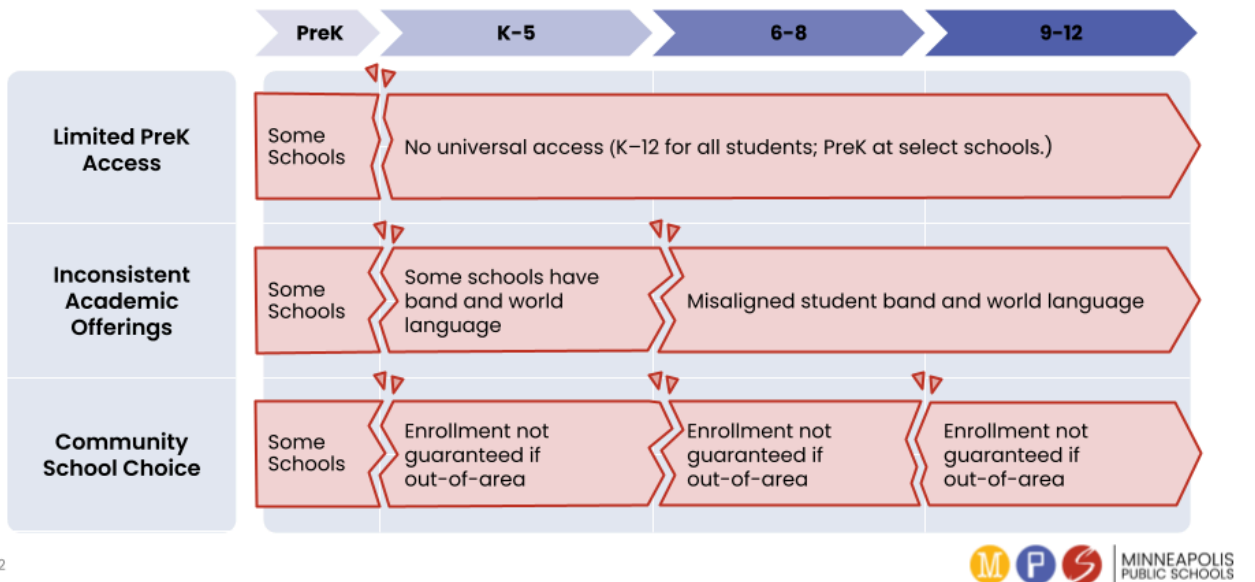 PreK
K-5
6-8
9-12
Limited PreK
Access
Some
Schools
No universal access (K–12 for all students; PreK at select schools.)
Inconsistent
Academic
Offerings
Some
Schools
Some schools have
band and world
language
Misaligned student band and world language
Community
School Choice
Some
Schools
Enrollment not
guaranteed if
out-of-area
Enrollment not
guaranteed if
out-of-area
Enrollment not
guaranteed if
out-of-area
2
M P S
MINNEAPOLIS
PUBLIC SCHOOLS